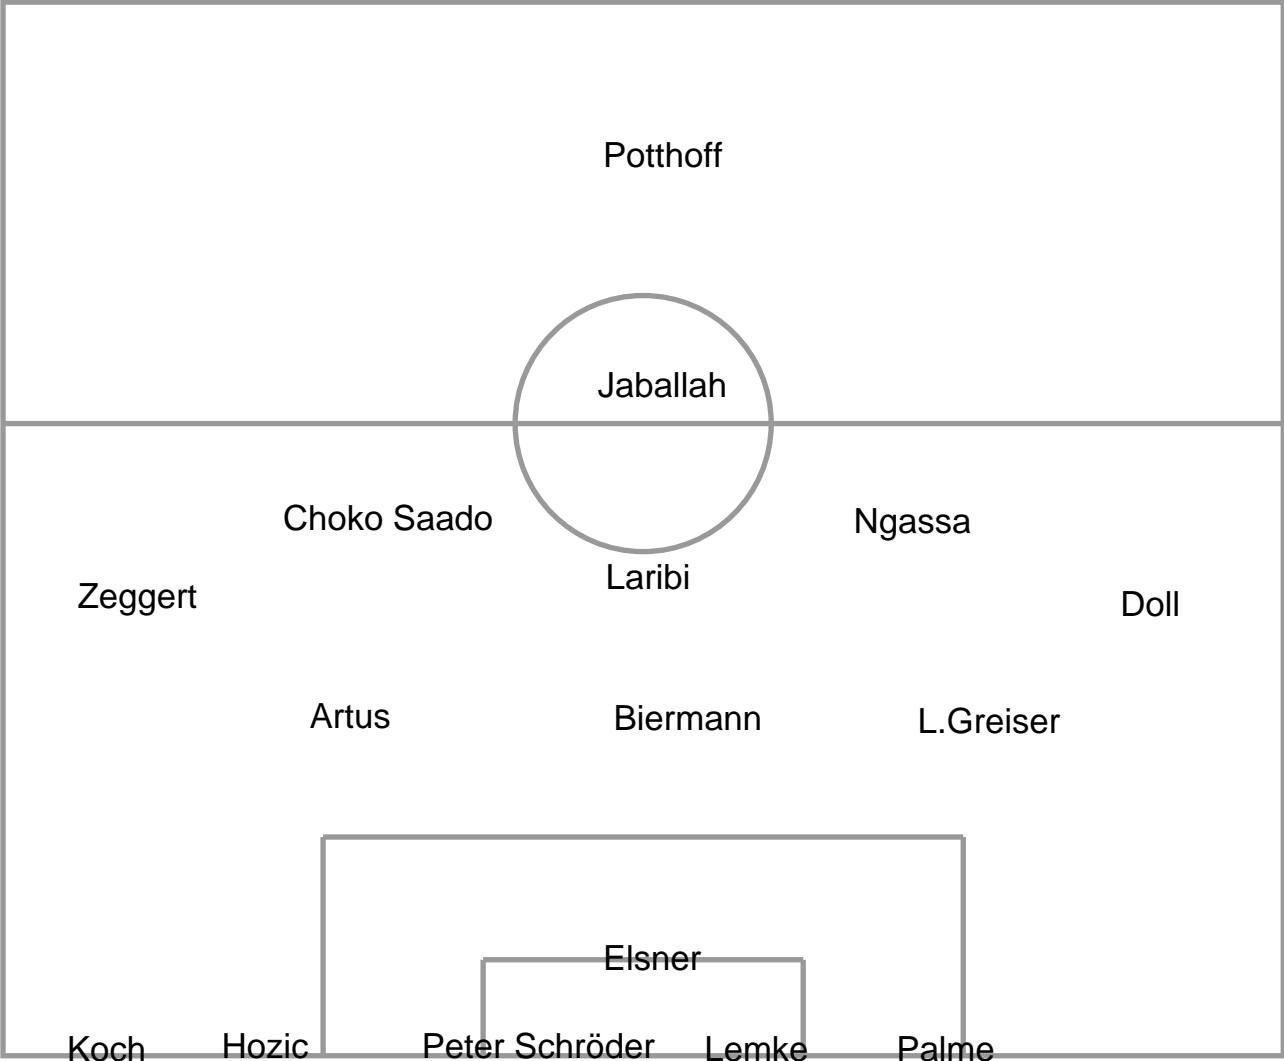 Potthoff
Jaballah
Choko Saado
Ngassa
Laribi
Zeggert
Doll
Artus
Biermann
L.Greiser
Elsner
Koch
Hozic
Peter Schröder
Lemke
Palme